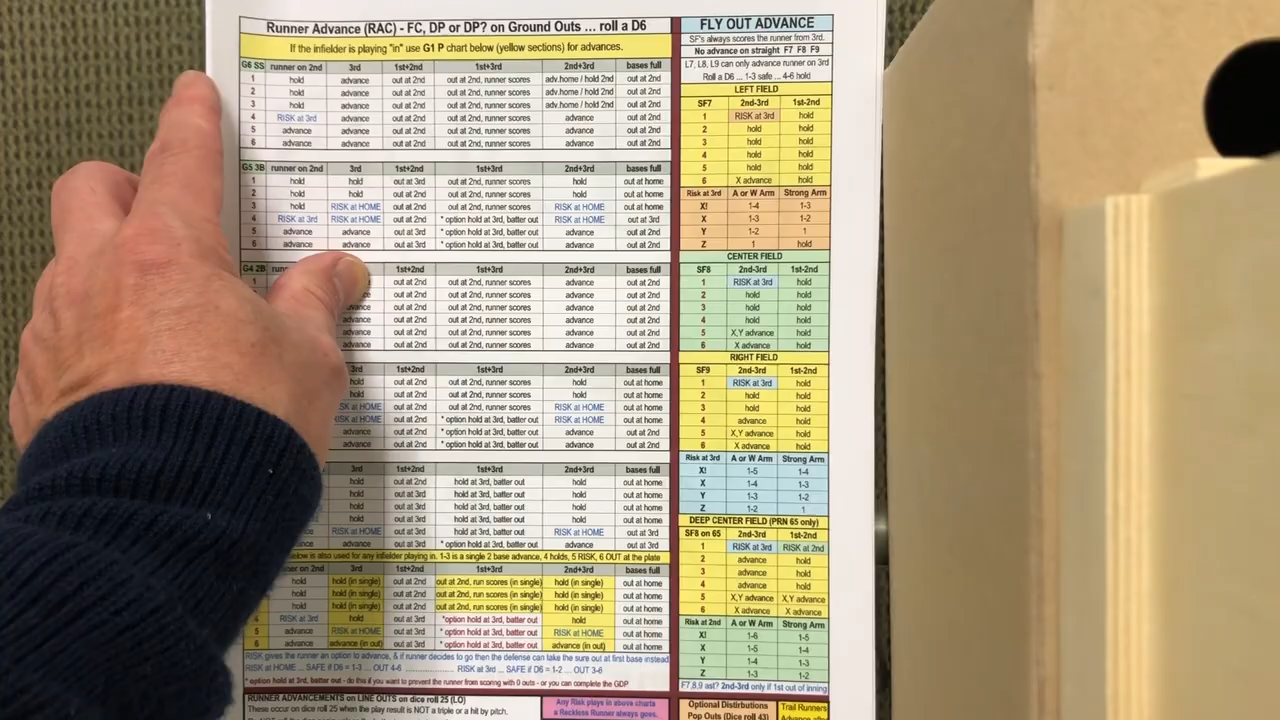 Runner Advance (RAC) - FC, DP or DP? on Ground Outs ... roll a D6
If the infielder is playing "in" use G1 P chart below (yellow sections) for advances.
G6 SS runner on 2nd 3rd 1st+2nd 1st+3rd 2nd+3rd bases full
1 hold advance out at 2nd out at 2nd, runner scores adv.home / hold 2nd out at 2nd
2 hold advance out at 2nd out at 2nd, runner scores adv.home / hold 2nd out at 2nd
3 hold advance out at 2nd out at 2nd, runner scores adv.home / hold 2nd out at 2nd
4 RISK at 3rd advance out at 2nd out at 2nd, runner scores advance out at 2nd
5 advance advance out at 2nd out at 2nd, runner scores advance out at 2nd
6 advance advance out at 2nd out at 2nd, runner scores advance out at 2nd
G5 3B runner on 2nd 3rd 1st+2nd 1st+3rd 2nd+3rd bases full
1 hold hold out at 3rd out at 2nd, runner scores hold out at home
2 hold hold out at 2nd out at 2nd, runner scores hold out at home
3 hold RISK at HOME out at 2nd out at 2nd, runner scores RISK at HOME out at home
4 RISK at 3rd RISK at HOME out at 2nd * option hold at 3rd, batter out RISK at HOME out at 3rd
5 advance advance out at 3rd * option hold at 3rd, batter out advance out at 2nd
6 advance advance out at 3rd * option hold at 3rd, batter out advance out at 2nd
G4 2B 1st+2nd 1st+3rd 2nd+3rd bases full
1 out at 2nd out at 2nd, runner scores advance out at 2nd
out at 2nd out at 2nd, runner scores advance out at 2nd
advance out at 2nd out at 2nd, runner scores advance out at 2nd
advance out at 2nd out at 2nd, runner scores advance out at 2nd
advance out at 2nd out at 2nd, runner scores advance out at 2nd
3rd 1st+2nd 1st+3rd 2nd+3rd bases full
hold out at 2nd out at 2nd, runner scores hold out at home
hold out at 2nd out at 2nd, runner scores hold out at home
RISK at HOME out at 2nd out at 2nd, runner scores RISK at HOME out at home
RISK at HOME out at 2nd * option hold at 3rd, batter out RISK at HOME out at home
advance out at 2nd * option hold at 3rd, batter out advance out at 2nd
advance out at 2nd * option hold at 3rd, batter out advance out at 2nd
3rd 1st+2nd 1st+3rd 2nd+3rd bases full
hold out at 2nd hold at 3rd, batter out hold out at home
hold out at 3rd hold at 3rd, batter out hold out at home
hold out at 3rd hold at 3rd, batter out hold out at home
hold out at 3rd hold at 3rd, batter out hold out at home
RISK at HOME out at 3rd hold at 3rd, batter out RISK at HOME out at 3rd
advance out at 3rd * option hold at 3rd, batter out advance out at 3rd
below is also used for any infielder playing in. 1-3 is a single 2 base advance, 4 holds, 5 RISK, 6 OUT at the plate
on 2nd 3rd 1st+2nd 1st+3rd 2nd+3rd bases full
hold hold (in single) out at 2nd out at 2nd, run scores (in single) hold (in single) out at home
hold hold (in single) out at 2nd out at 2nd, run scores (in single) hold (in single) out at home
hold hold (in single) out at 2nd out at 2nd, run scores (in single) hold (in single) out at home
4 RISK at 3rd hold out at 3rd *option hold at 3rd, batter out hold out at home
5 advance RISK at HOME out at 3rd * option hold at 3rd, batter out RISK at HOME out at home
6 advance advance (in out) out at 3rd * option hold at 3rd, batter out advance (in out) out at home
RISK gives the runner an option to advance, & if runner decides to go then the defense can take the sure out at first base instead
RISK at HOME ... SAFE if D6 = 1-3 ... OUT 4-6 RISK at 3rd ... SAFE if D6 = 1-2 ... OUT 3-6
* option hold at 3rd, batter out - do this if you want to prevent the runner from scoring with 0 outs - or you can complete the GDP
RUNNER ADVANCEMENTS on LINE OUTS on dice roll 25 (LO)
These occur on dice roll 25 when the play result is NOT a triple or a hit by pitch.
Any Risk plays in above charts
a Reckless Runner always goes.
FLY OUT ADVANCE
SF's always scores the runner from 3rd.
No advance on straight F7 F8 F9
L7, L8, L9 can only advance runner on 3rd
Roll a D6 ... 1-3 safe ... 4-6 hold
LEFT FIELD
SF7 2nd-3rd 1st-2nd
1 RISK at 3rd hold
2 hold hold
3 hold hold
4 hold hold
5 hold hold
6 X advance hold
Risk at 3rd A or W Arm Strong Arm
X! 1-4 1-3
X 1-3 1-2
Y 1-2 1
Z 1 hold
CENTER FIELD
SF8 2nd-3rd 1st-2nd
1 RISK at 3rd hold
2 hold hold
3 hold hold
4 hold hold
5 X,Y advance hold
6 X advance hold
RIGHT FIELD
SF9 2nd-3rd 1st-2nd
1 RISK at 3rd hold
2 hold hold
3 hold hold
4 advance hold
5 X,Y advance hold
6 X advance hold
Risk at 3rd A or W Arm Strong Arm
X! 1-5 1-4
X 1-4 1-3
Y 1-3 1-2
Z 1-2 1
DEEP CENTER FIELD (PRN 65 only)
SF8 on 65 2nd-3rd 1st-2nd
1 RISK at 3rd RISK at 2nd
2 advance hold
3 advance hold
4 advance hold
5 X,Y advance X,Y advance
6 X advance X advance
Risk at 2nd A or W Arm Strong Arm
X! 1-6 1-5
X 1-5 1-4
Y 1-4 1-3
Z 1-3 1-2
F7,8,9 ast? 2nd-3rd only if 1st out of inning
Optional Distirbutions
Pop Outs (Dice roll 43)
Trail Runners